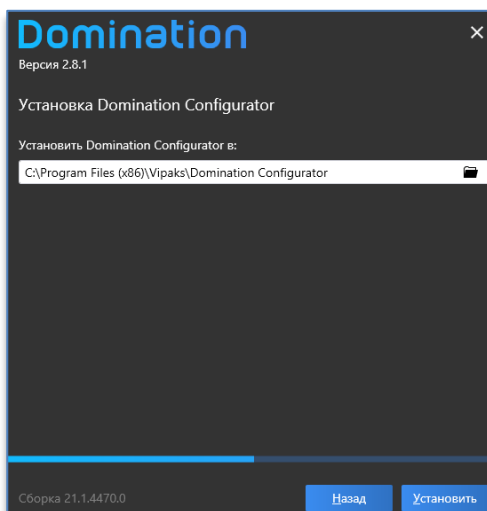 Domination
Версия 2.8.1
Установка Domination Configurator
Установить Domination Configurator в:
C:\Program Files (x86)\Vipaks\Domination Configurator
Сборка 21.1.4470.0
Назад
Установить